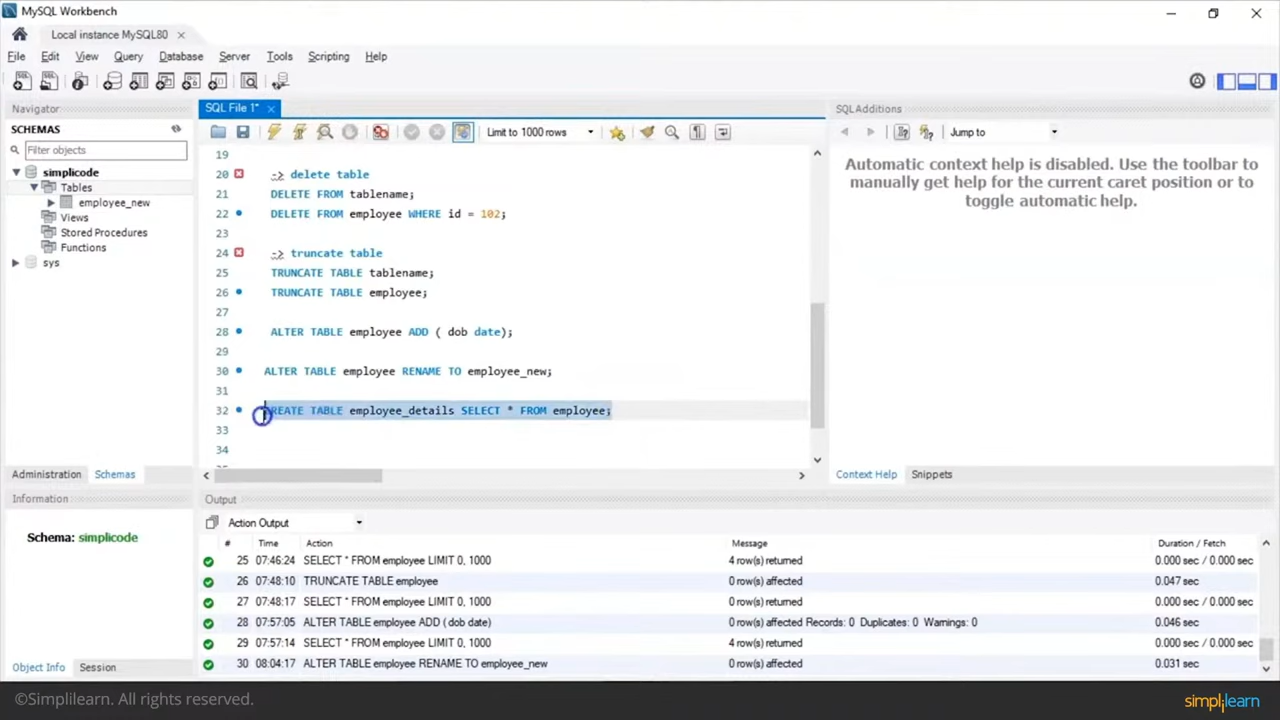 MySQL Workbench
Local instance MySQL80
File Edit View Query Database Server Tools Scripting Help
Navigator
SCHEMAS
Filter objects
simplicode
Tables
employee_new
Views
Stored Procedures
Functions
sys
Administration Schemas
Information
Schema: simplicode
Object Info Session
SQL File 1*
Limit to 1000 rows
19
20 -> delete table
21 DELETE FROM tablename;
22 DELETE FROM employee WHERE id = 102;
23
24 -> truncate table
25 TRUNCATE TABLE tablename;
26 TRUNCATE TABLE employee;
27
28 ALTER TABLE employee ADD ( dob date);
29
30 ALTER TABLE employee RENAME TO employee_new;
31
32 CREATE TABLE employee_details SELECT * FROM employee;
33
34
SQLAdditions
Jump to
Automatic context help is disabled. Use the toolbar to
manually get help for the current caret position or to
toggle automatic help.
Context Help Snippets
Output
Action Output
# Time Action Message Duration / Fetch
25 07:46:24 SELECT * FROM employee LIMIT 0, 1000 4 row(s) returned 0.000 sec / 0.000 sec
26 07:48:10 TRUNCATE TABLE employee 0 row(s) affected 0.047 sec
27 07:48:17 SELECT * FROM employee LIMIT 0, 1000 0 row(s) returned 0.000 sec / 0.000 sec
28 07:57:05 ALTER TABLE employee ADD ( dob date) 0 row(s) affected Records: 0 Duplicates: 0 Warnings: 0 0.046 sec
29 07:57:14 SELECT * FROM employee LIMIT 0, 1000 4 row(s) returned 0.000 sec / 0.000 sec
30 08:04:17 ALTER TABLE employee RENAME TO employee_new 0 row(s) affected 0.031 sec
©Simplilearn. All rights reserved.
simplilearn